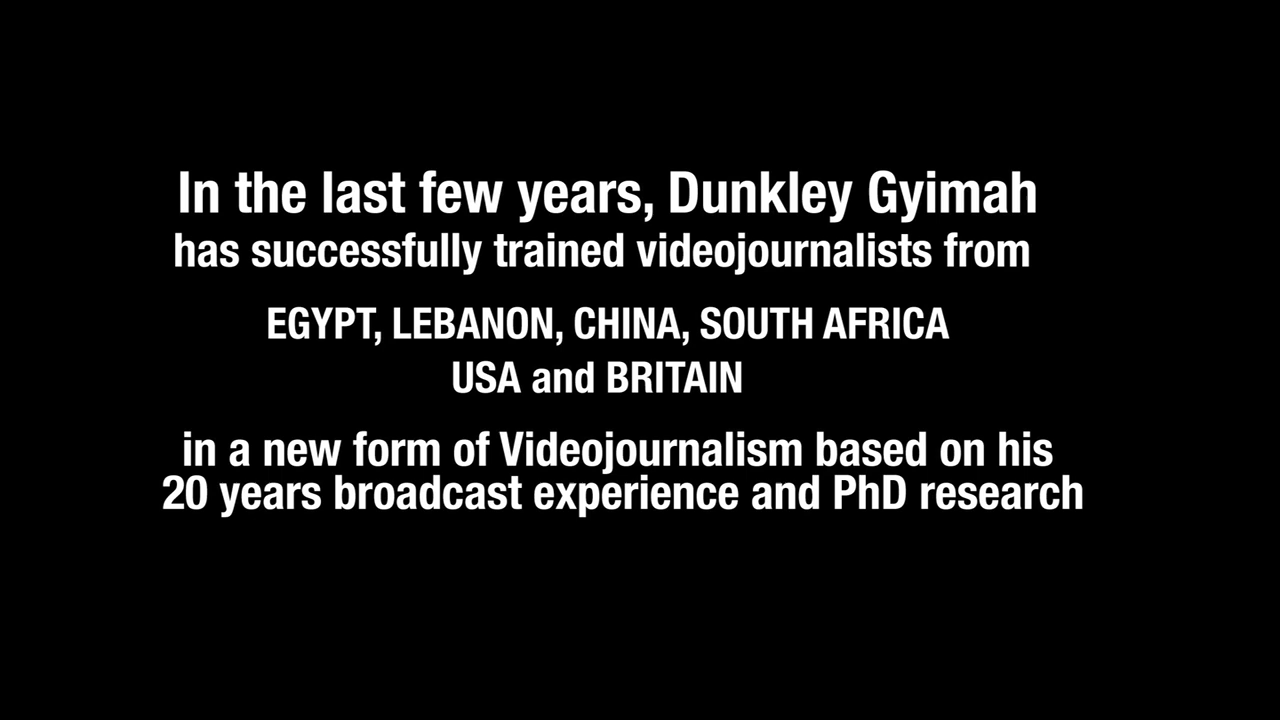 In the last few years, Dunkley Gyimah
has successfully trained videojournalists from
EGYPT, LEBANON, CHINA, SOUTH AFRICA
USA and BRITAIN
in a new form of Videojournalism based on his
20 years broadcast experience and PhD research